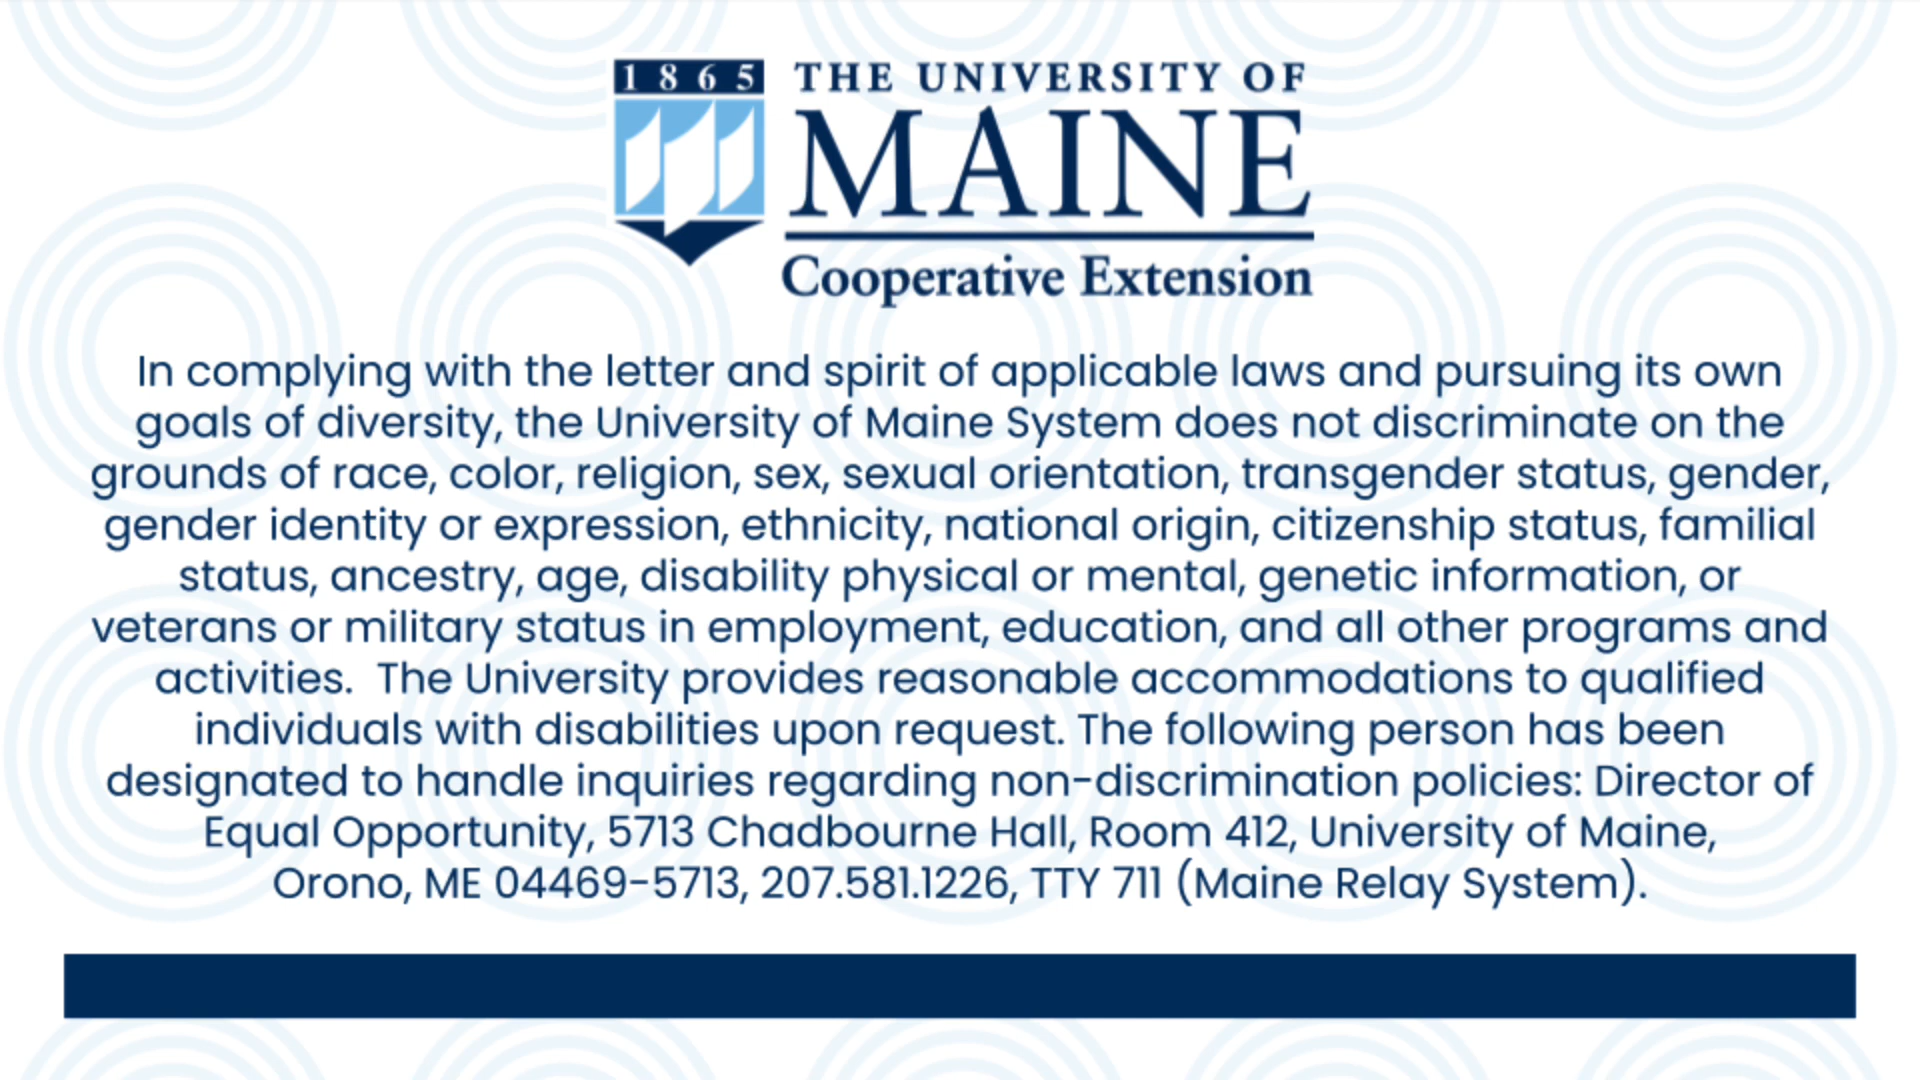 1865
THE UNIVERSITY OF
MAINE
Cooperative Extension
In complying with the letter and spirit of applicable laws and pursuing its own
goals of diversity, the University of Maine System does not discriminate on the
grounds of race, color, religion, sex, sexual orientation, transgender status, gender,
gender identity or expression, ethnicity, national origin, citizenship status, familial
status, ancestry, age, disability physical or mental, genetic information, or
veterans or military status in employment, education, and all other programs and
activities.  The University provides reasonable accommodations to qualified
individuals with disabilities upon request. The following person has been
designated to handle inquiries regarding non-discrimination policies: Director of
Equal Opportunity, 5713 Chadbourne Hall, Room 412, University of Maine,
Orono, ME 04469-5713, 207.581.1226, TTY 711 (Maine Relay System).